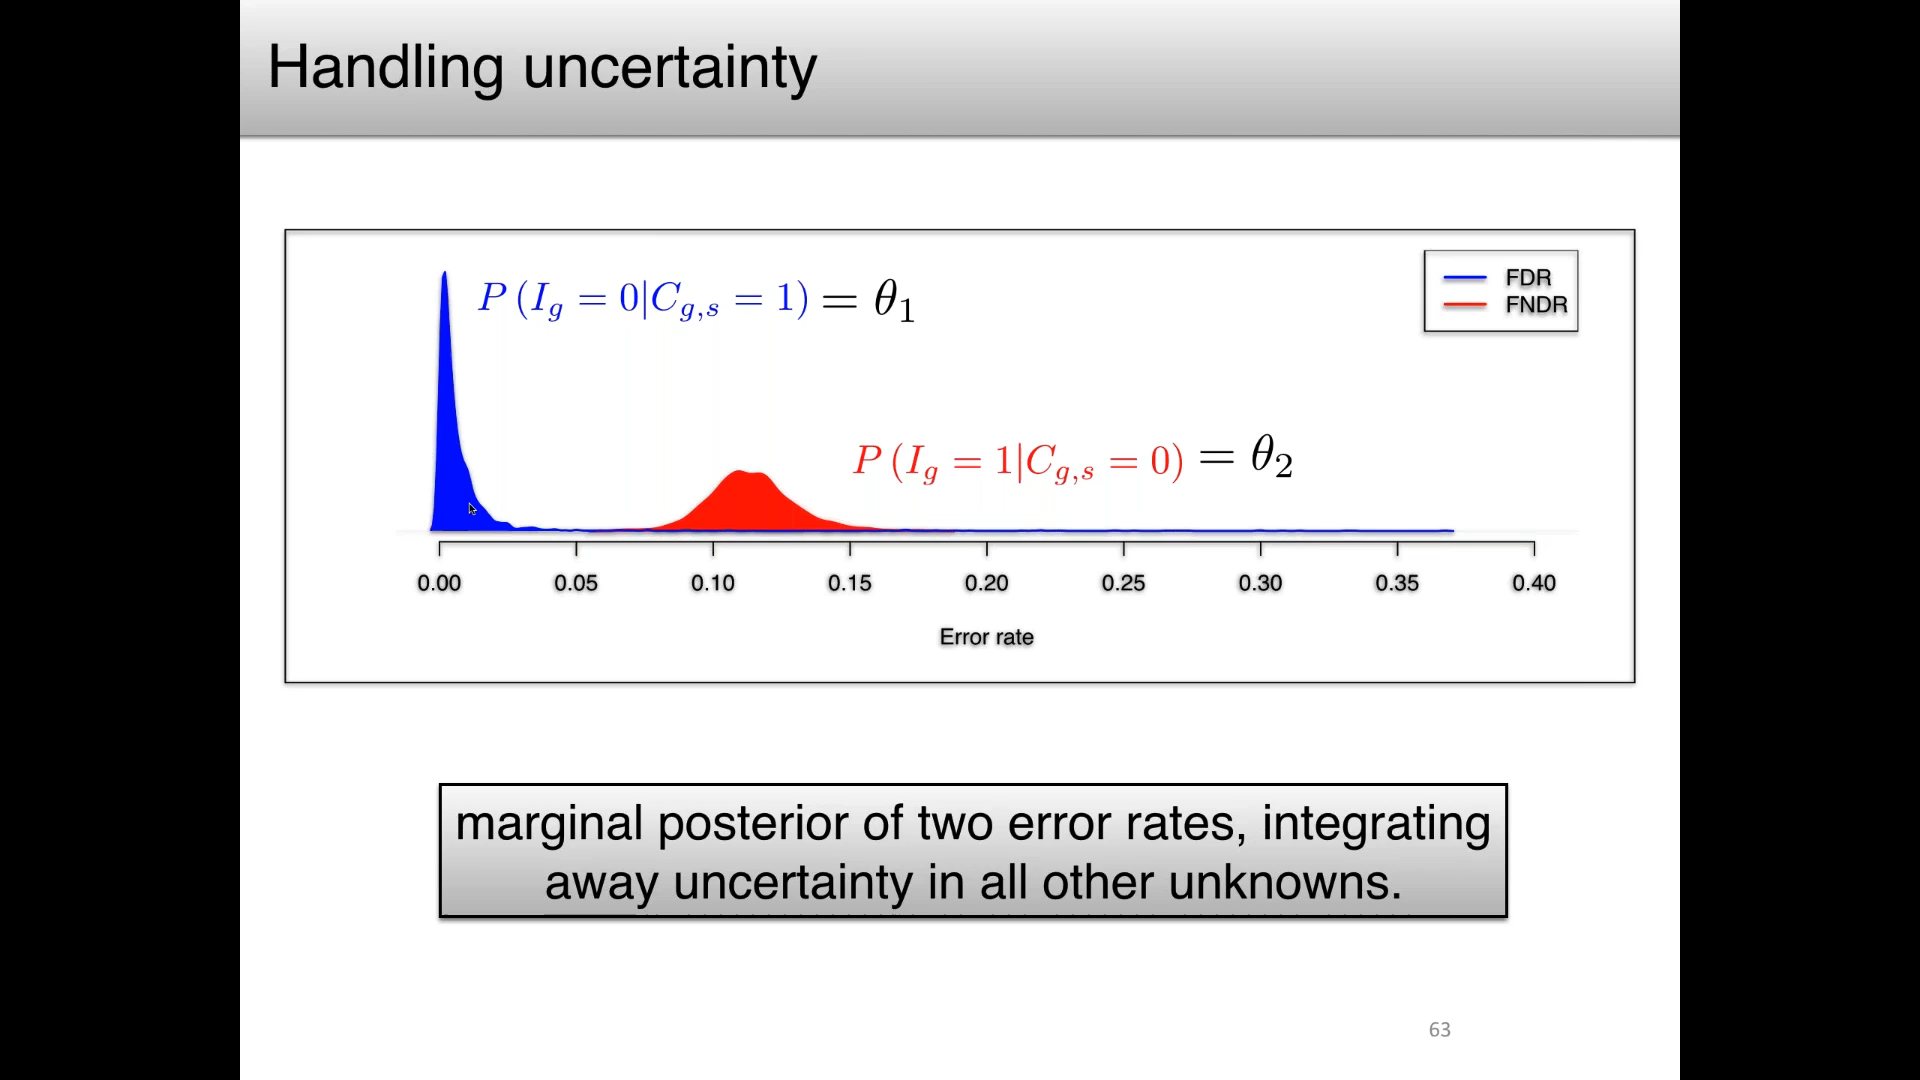 Handling uncertainty
P (I_g = 0|C_{g,s} = 1) = θ_1
FDR
FNDR
P (I_g = 1|C_{g,s} = 0) = θ_2
0.00 0.05 0.10 0.15 0.20 0.25 0.30 0.35 0.40
Error rate
marginal posterior of two error rates, integrating
away uncertainty in all other unknowns.
63